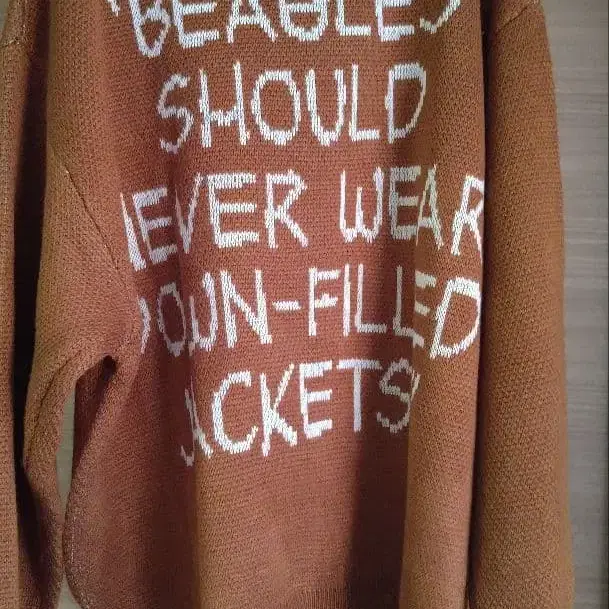 "BEAGLES
SHOULD
NEVER WEAR
DOWN-FILLED
JACKETS"